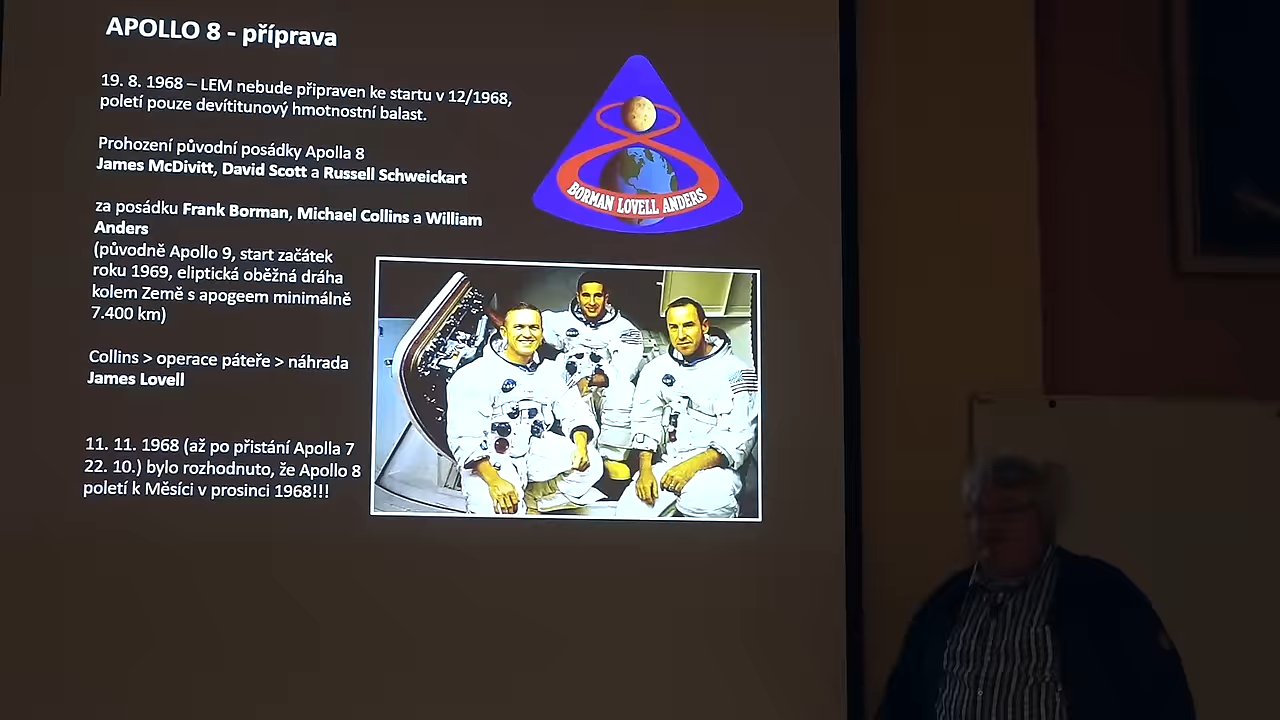 APOLLO 8 - příprava
19. 8. 1968 – LEM nebude připraven ke startu v 12/1968,
poletí pouze devítitunový hmotnostní balast.
Prohození původní posádky Apolla 8
James McDivitt, David Scott a Russell Schweickart
za posádku Frank Borman, Michael Collins a William
Anders
(původně Apollo 9, start začátek
roku 1969, eliptická oběžná dráha
kolem Země s apogeem minimálně
7.400 km)
Collins > operace páteře > náhrada
James Lovell
11. 11. 1968 (až po přistání Apolla 7
22. 10.) bylo rozhodnuto, že Apollo 8
poletí k Měsíci v prosinci 1968!!!
BORMAN LOVELL ANDERS